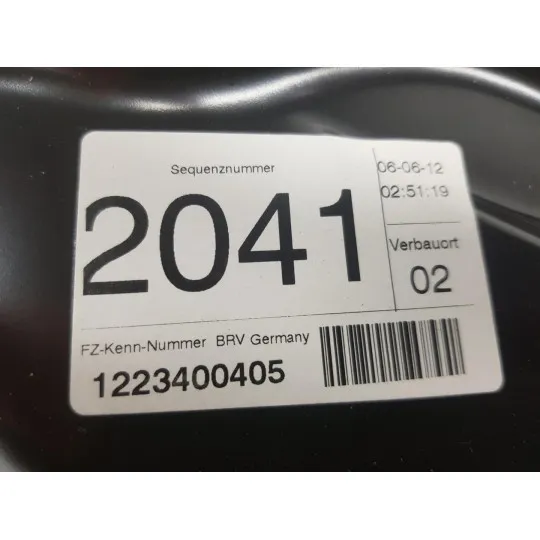 Sequenznummer
2041
06-06-12
02:51:19
Verbauort
02
FZ-Kenn-Nummer BRV Germany
1223400405